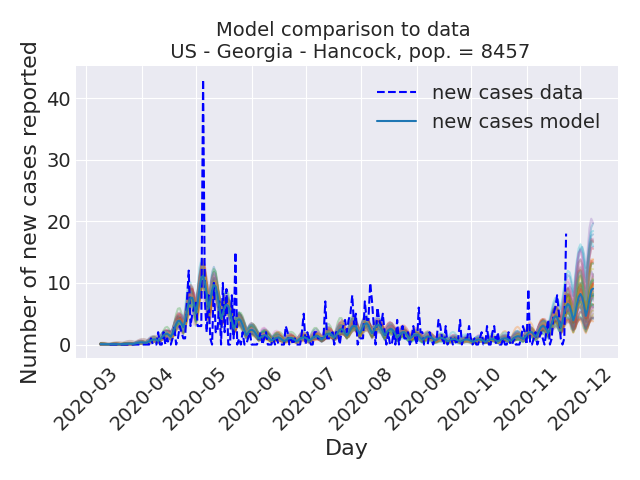 Model comparison to data
US - Georgia - Hancock, pop. = 8457
Number of new cases reported
40
30
20
10
0
new cases data
new cases model
2020-03
2020-04
2020-05
2020-06
2020-07
2020-08
2020-09
2020-10
2020-11
2020-12
Day